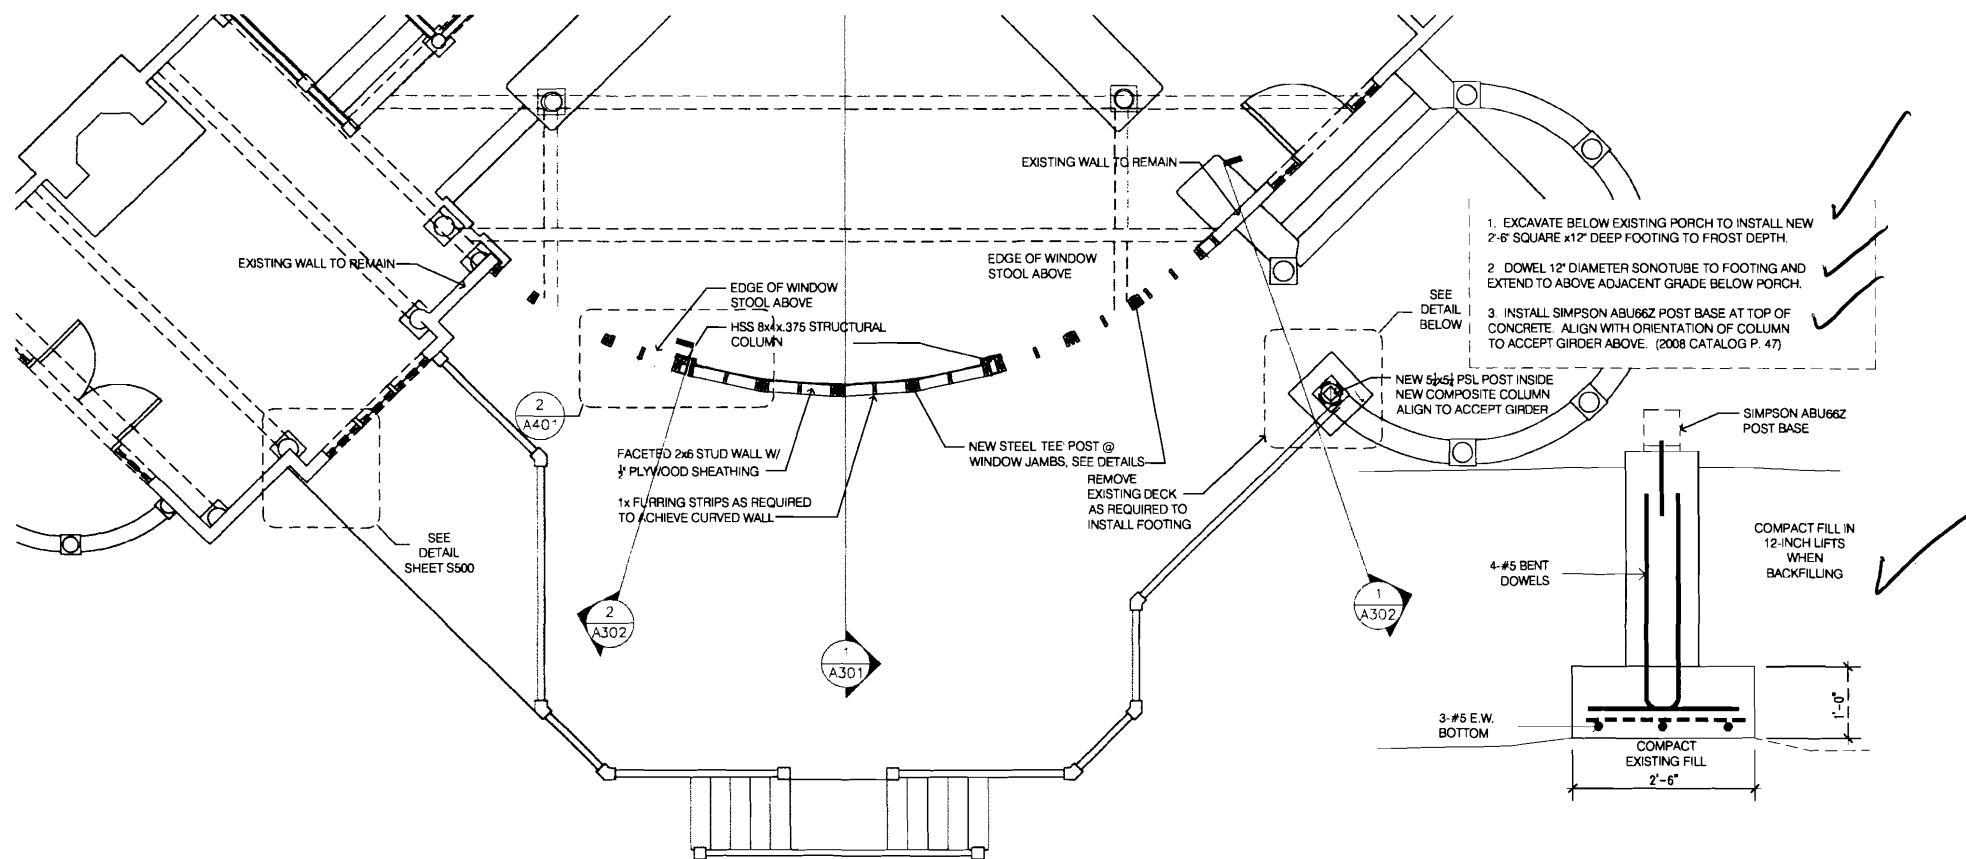 EXISTING WALL TO REMAIN
1. EXCAVATE BELOW EXISTING PORCH TO INSTALL NEW
2'-6" SQUARE x12" DEEP FOOTING TO FROST DEPTH.
2 DOWEL 12" DIAMETER SONOTUBE TO FOOTING AND
EXTEND TO ABOVE ADJACENT GRADE BELOW PORCH.
3. INSTALL SIMPSON ABU66Z POST BASE AT TOP OF
CONCRETE. ALIGN WITH ORIENTATION OF COLUMN
TO ACCEPT GIRDER ABOVE. (2008 CATALOG P. 47)
EXISTING WALL TO REMAIN
EDGE OF WINDOW
STOOL ABOVE
EDGE OF WINDOW
STOOL ABOVE
HSS 8x4x.375 STRUCTURAL
COLUMN
SEE
DETAIL
BELOW
NEW 5¼x5¼ PSL POST INSIDE
NEW COMPOSITE COLUMN
ALIGN TO ACCEPT GIRDER
2
A401
SIMPSON ABU66Z
POST BASE
FACETED 2x6 STUD WALL W/
½" PLYWOOD SHEATHING
1x FURRING STRIPS AS REQUIRED
TO ACHIEVE CURVED WALL
NEW STEEL TEE POST @
WINDOW JAMBS, SEE DETAILS
REMOVE
EXISTING DECK
AS REQUIRED TO
INSTALL FOOTING
SEE
DETAIL
SHEET S500
COMPACT FILL IN
12-INCH LIFTS
WHEN
BACKFILLING
4-#5 BENT
DOWELS
2
A302
1
A301
1
A302
3-#5 E.W.
BOTTOM
1'-0"
COMPACT
EXISTING FILL
2'-6"